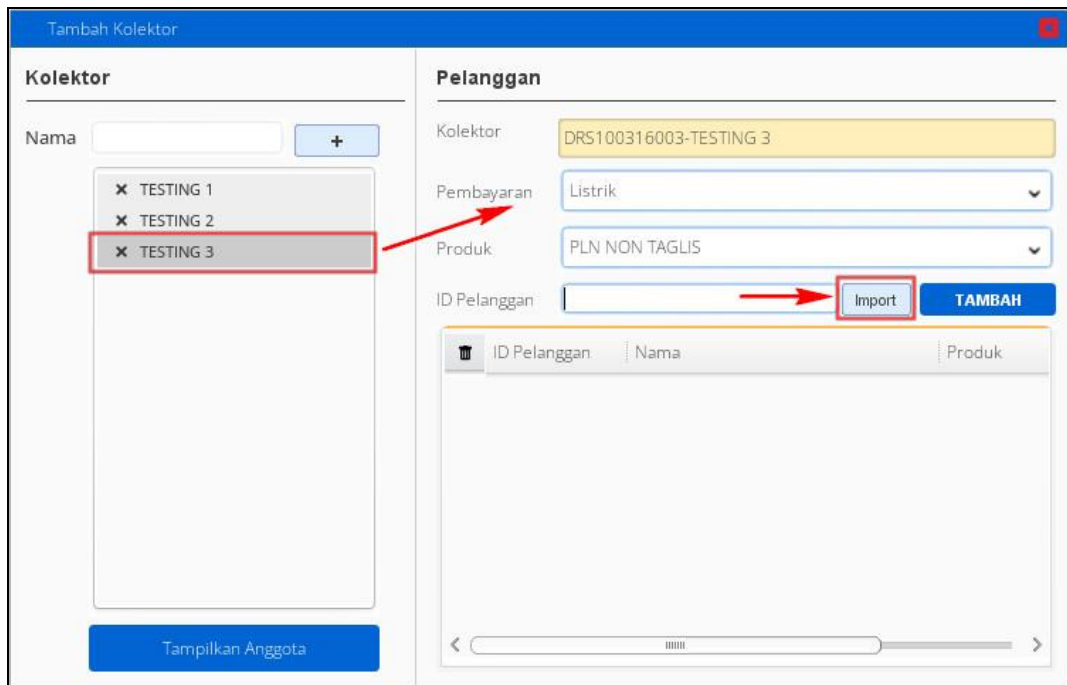 Tambah Kolektor
Kolektor
Nama
+
TESTING 1
TESTING 2
TESTING 3
Tampilkan Anggota
Pelanggan
Kolektor DRS100316003-TESTING 3
Pembayaran Listrik
Produk PLN NON TAGLIS
ID Pelanggan Import TAMBAH
ID Pelanggan Nama Produk